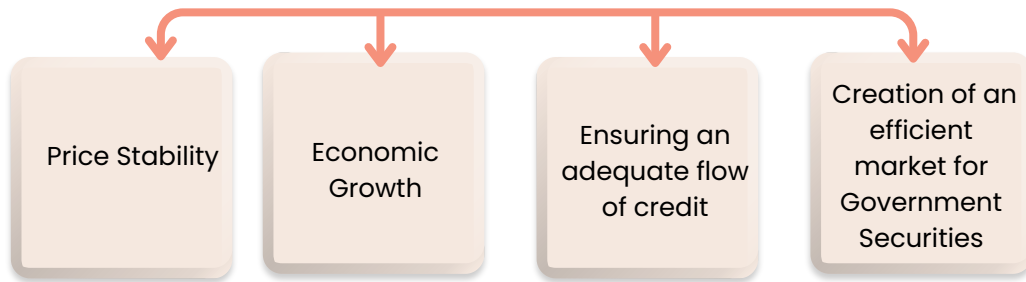 Price Stability
Economic
Growth
Ensuring an
adequate flow
of credit
Creation of an
efficient
market for
Government
Securities